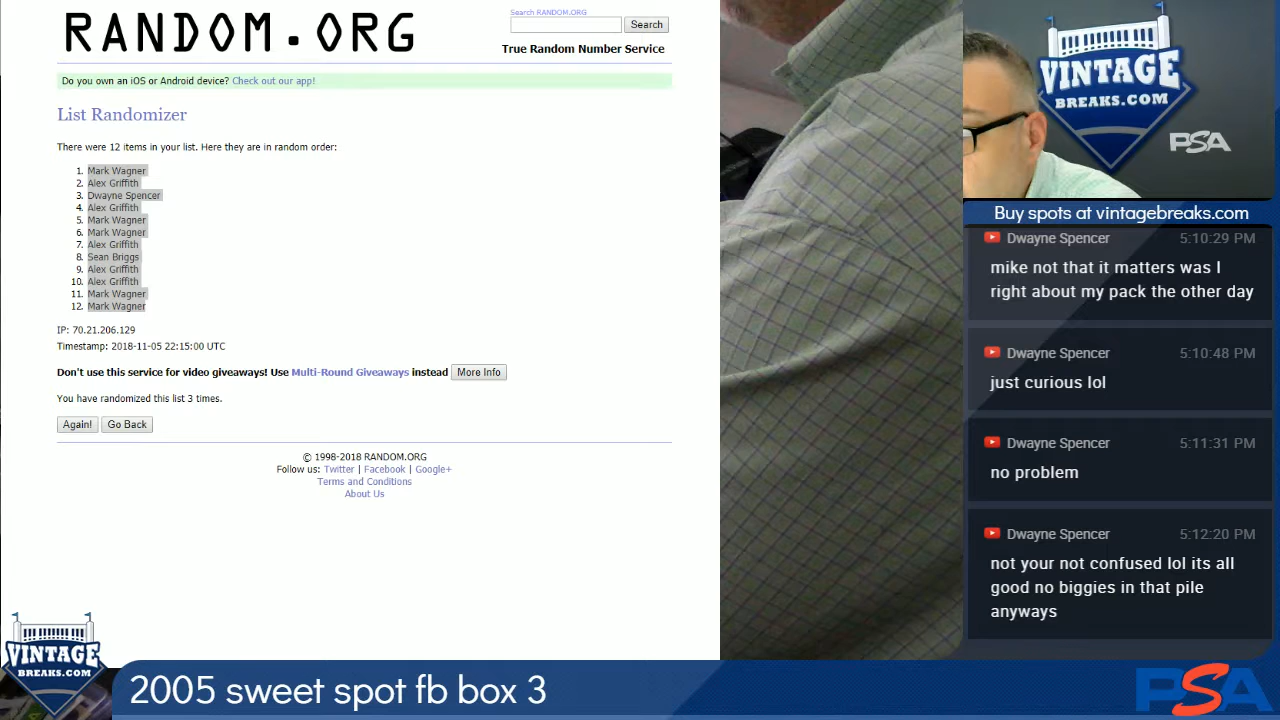 RANDOM.ORG
Search RANDOM.ORG
Search
True Random Number Service
Do you own an iOS or Android device? Check out our app!
List Randomizer
There were 12 items in your list. Here they are in random order:
1. Mark Wagner
2. Alex Griffith
3. Dwayne Spencer
4. Alex Griffith
5. Mark Wagner
6. Mark Wagner
7. Alex Griffith
8. Sean Briggs
9. Alex Griffith
10. Alex Griffith
11. Mark Wagner
12. Mark Wagner
IP: 70.21.206.129
Timestamp: 2018-11-05 22:15:00 UTC
Don't use this service for video giveaways! Use Multi-Round Giveaways instead More Info
You have randomized this list 3 times.
Again! Go Back
© 1998-2018 RANDOM.ORG
Follow us: Twitter | Facebook | Google+
Terms and Conditions
About Us
VINTAGE
BREAKS.COM
PSA
Buy spots at vintagebreaks.com
Dwayne Spencer 5:10:29 PM
mike not that it matters was I
right about my pack the other day
Dwayne Spencer 5:10:48 PM
just curious lol
Dwayne Spencer 5:11:31 PM
no problem
Dwayne Spencer 5:12:20 PM
not your not confused lol its all
good no biggies in that pile
anyways
VINTAGE
BREAKS.COM
2005 sweet spot fb box 3
PSA